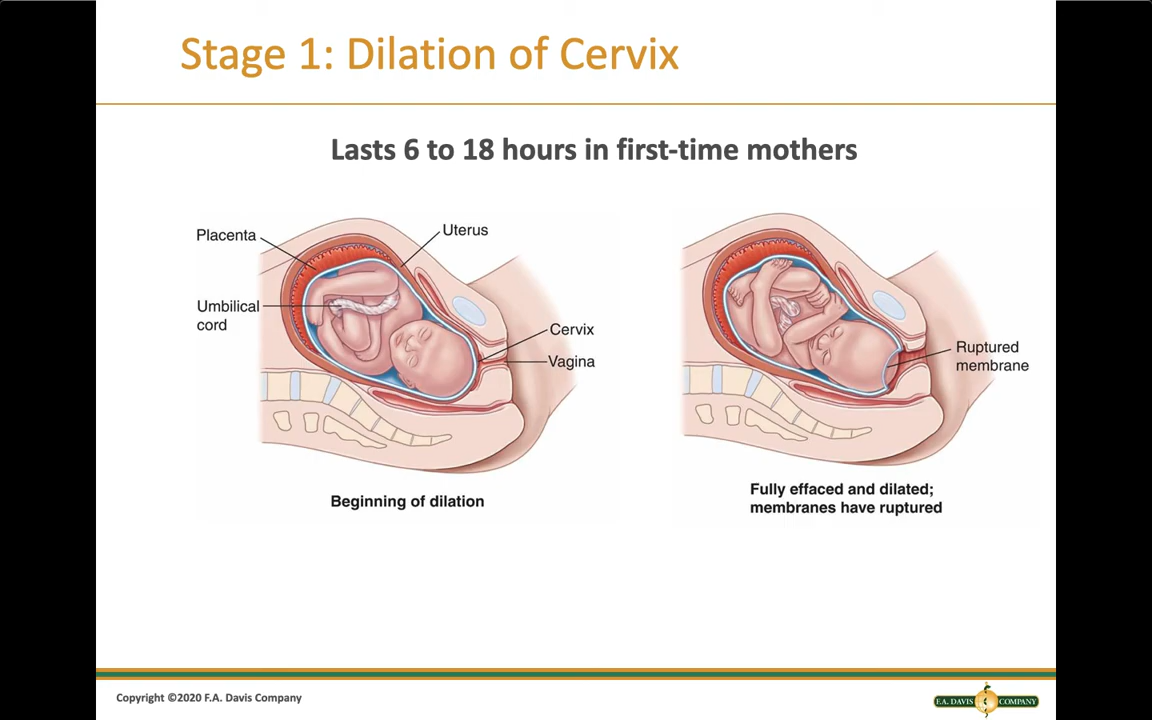 Stage 1: Dilation of Cervix
Lasts 6 to 18 hours in first-time mothers
Placenta
Uterus
Umbilical
cord
Cervix
Vagina
Beginning of dilation
Ruptured
membrane
Fully effaced and dilated;
membranes have ruptured
Copyright ©2020 F.A. Davis Company
F.A. DAVIS COMPANY